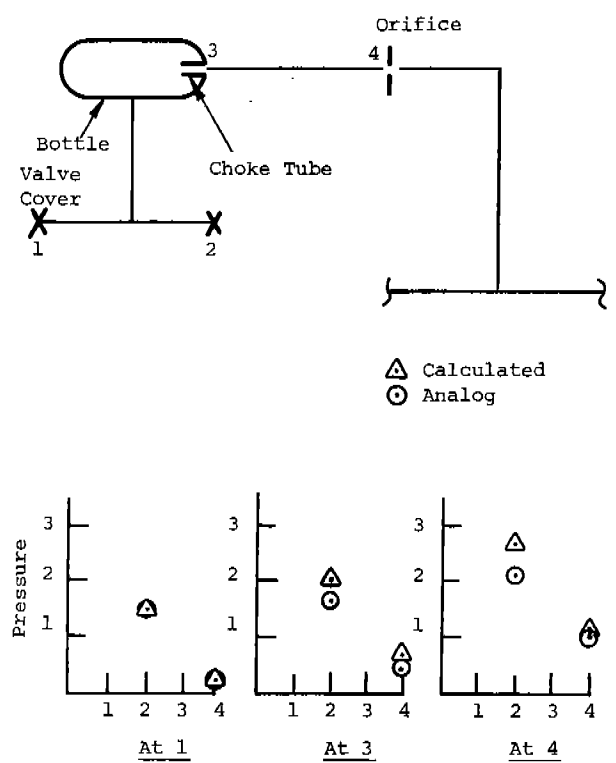 Orifice
3
4
Bottle
Choke Tube
Valve
Cover
1
2
Calculated
Analog
Pressure
3
2
1
1 2 3 4
At 1
3
2
1
1 2 3 4
At 3
3
2
1
1 2 3 4
At 4